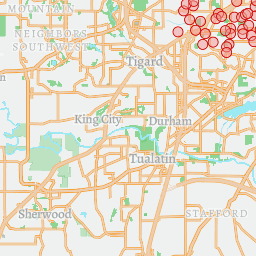 MOUNTAIN
NEIGHBORS
SOUTHWEST
Tigard
King City
Durham
Tualatin
Sherwood
STAFFORD